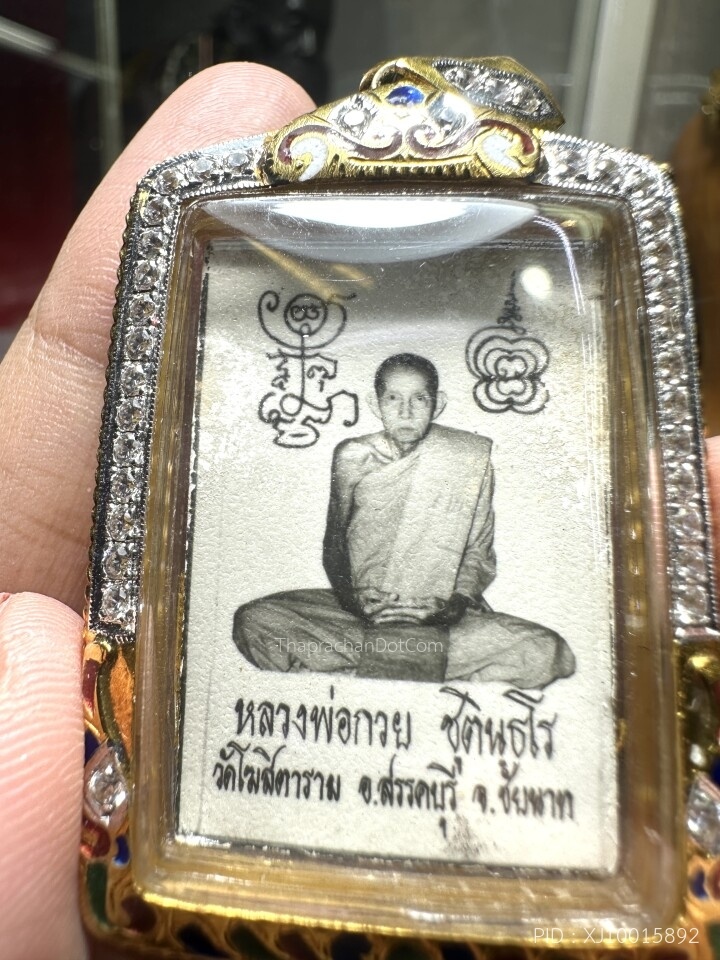 ThaprachanDotCom
หลวงพ่อกวย ชุตินฺธโร
วัดโฆสิตาราม อ.สรรคบุรี จ.ชัยนาท
PID : XJ10015892